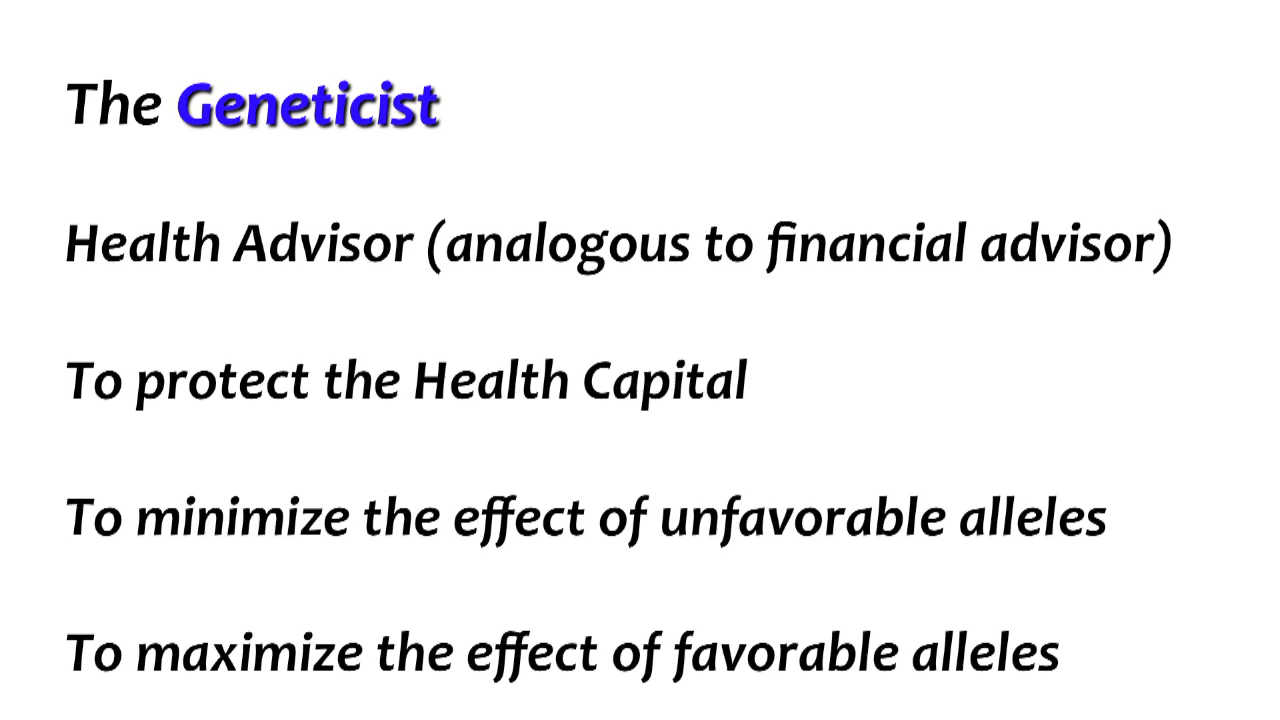 The Geneticist
Health Advisor (analogous to financial advisor)
To protect the Health Capital
To minimize the effect of unfavorable alleles
To maximize the effect of favorable alleles